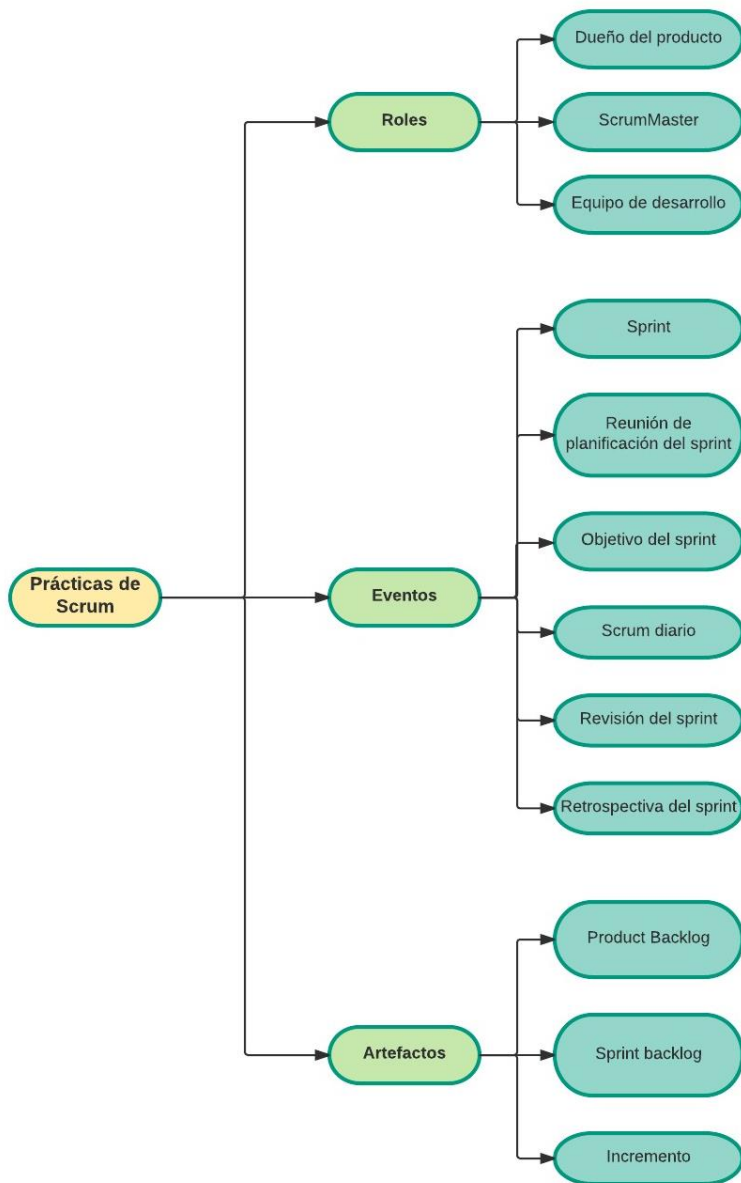 Prácticas de
Scrum
Roles
Dueño del producto
ScrumMaster
Equipo de desarrollo
Eventos
Sprint
Reunión de
planificación del sprint
Objetivo del sprint
Scrum diario
Revisión del sprint
Retrospectiva del sprint
Artefactos
Product Backlog
Sprint backlog
Incremento